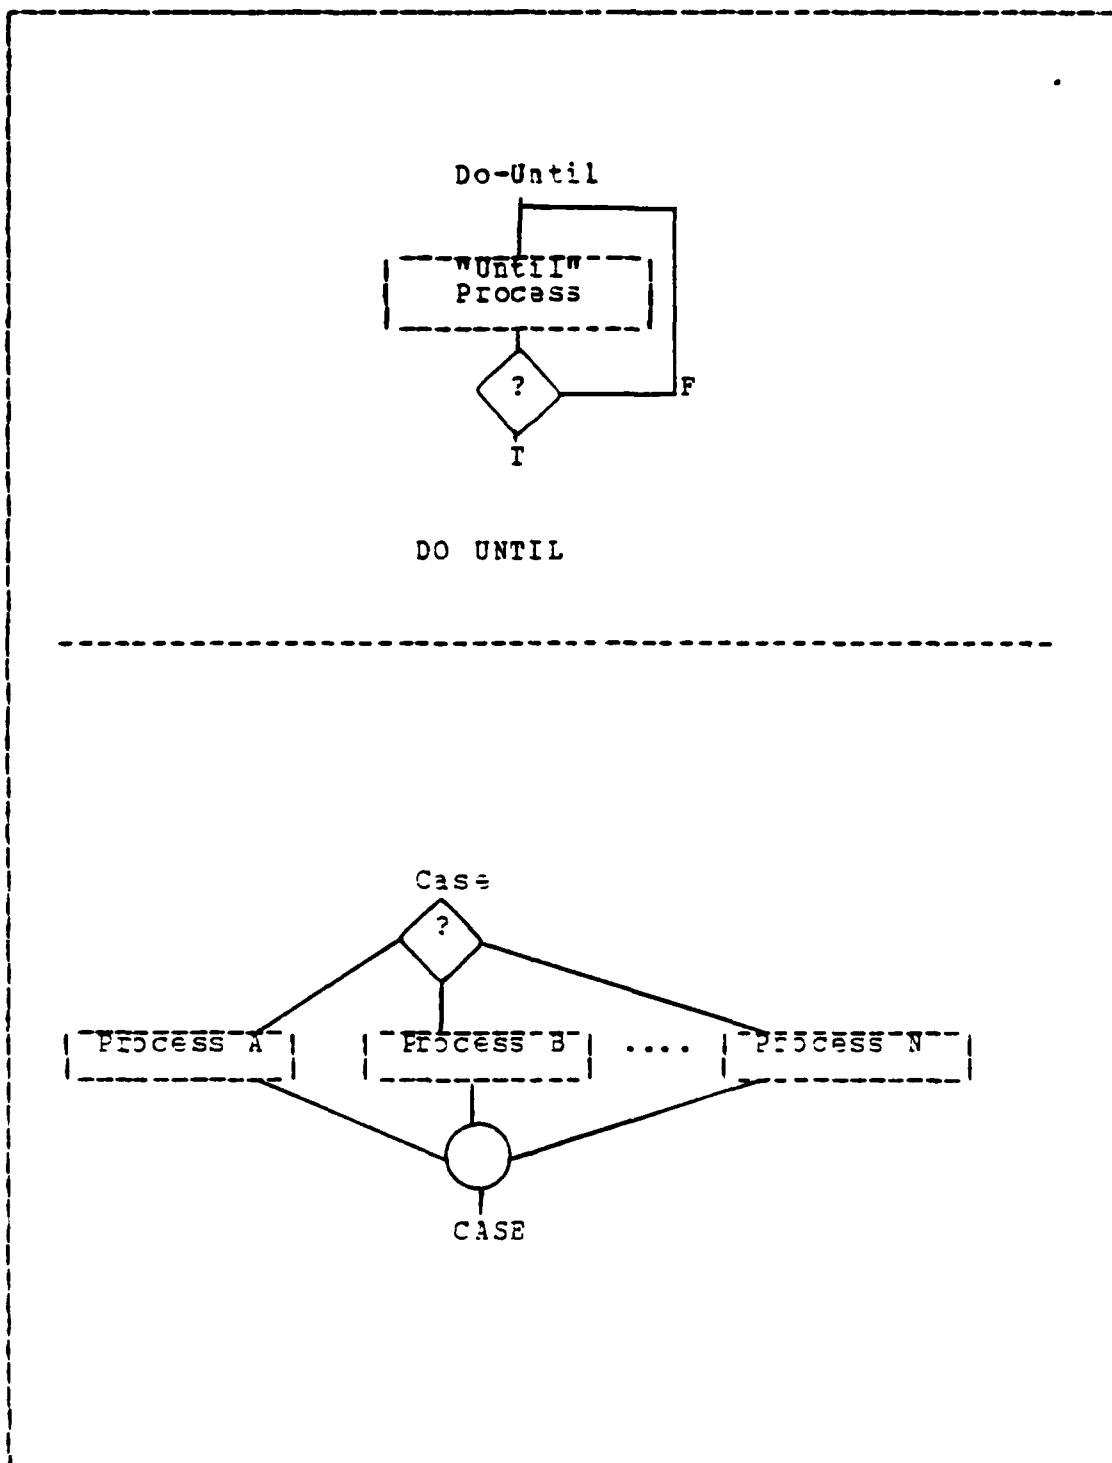 Do-Until
"Until"
Process
?
F
T
DO UNTIL
Case
?
Process A
Process B
....
Process N
CASE